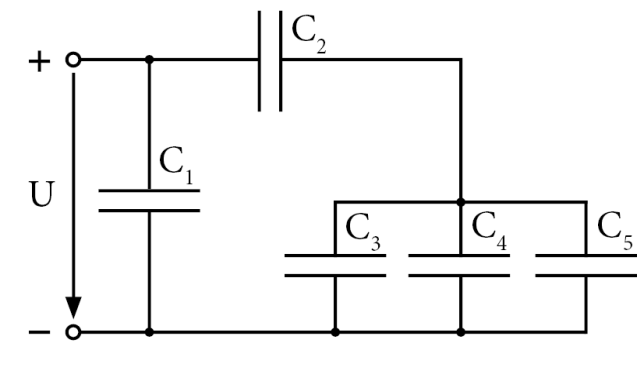 +
C₂
C₁
U
C₃
C₄
C₅
−